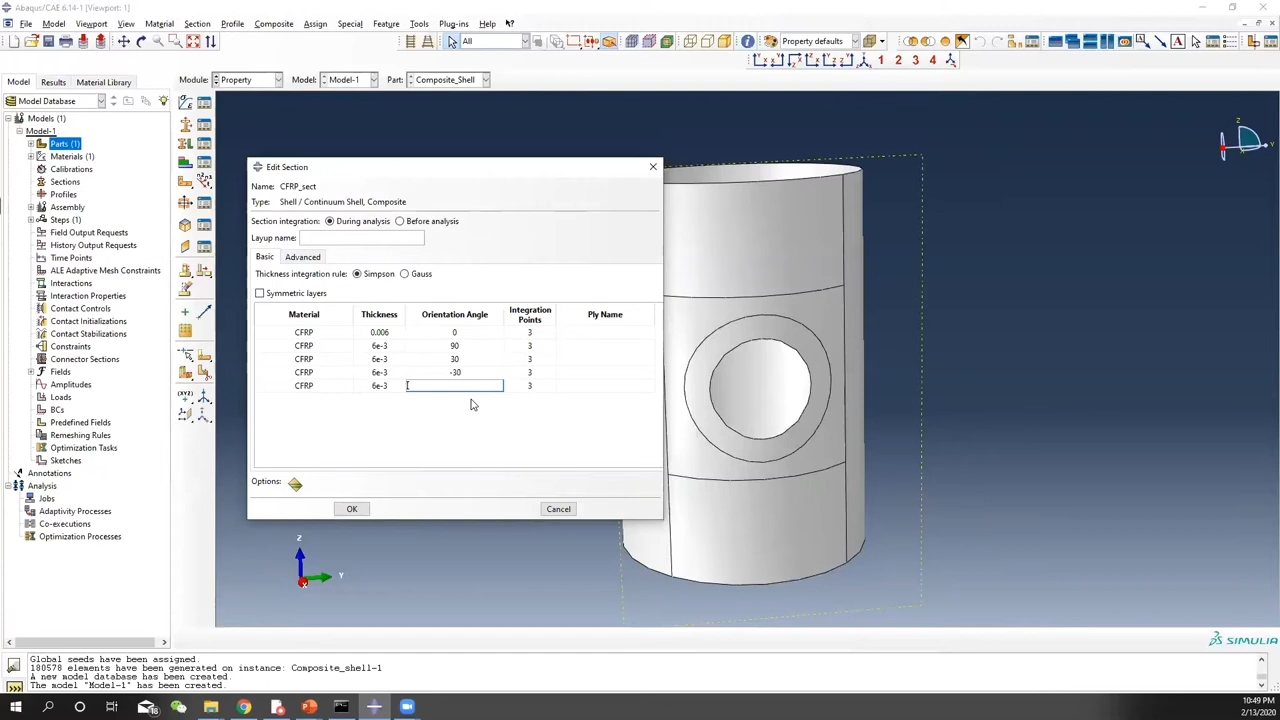 Abaqus/CAE 6.14-1 [Viewport: 1]
File Model Viewport View Material Section Profile Composite Assign Special Feature Tools Plug-ins Help
All
Property defaults
1 2 3 4
Model Results Material Library
Module: Property Model: Model-1 Part: Composite_Shell
Model Database
Models (1)
Model-1
Parts (1)
Materials (1)
Calibrations
Sections
Profiles
Assembly
Steps (1)
Field Output Requests
History Output Requests
Time Points
ALE Adaptive Mesh Constraints
Interactions
Interaction Properties
Contact Controls
Contact Initializations
Contact Stabilizations
Constraints
Connector Sections
Fields
Amplitudes
Loads
BCs
Predefined Fields
Remeshing Rules
Optimization Tasks
Sketches
Annotations
Analysis
Jobs
Adaptivity Processes
Co-executions
Optimization Processes
Edit Section
Name: CFRP_sect
Type: Shell / Continuum Shell, Composite
Section integration: During analysis Before analysis
Layup name:
Basic Advanced
Thickness integration rule: Simpson Gauss
Symmetric layers
Material Thickness Orientation Angle Integration Points Ply Name
CFRP 0.006 0 3
CFRP 6e-3 90 3
CFRP 6e-3 30 3
CFRP 6e-3 -30 3
CFRP 6e-3 3
Options:
OK Cancel
Z
Y
X
Z
Y
SIMULIA
Global seeds have been assigned.
180578 elements have been generated on instance: Composite_shell-1
A new model database has been created.
The model "Model-1" has been created.
10:49 PM
2/13/2020